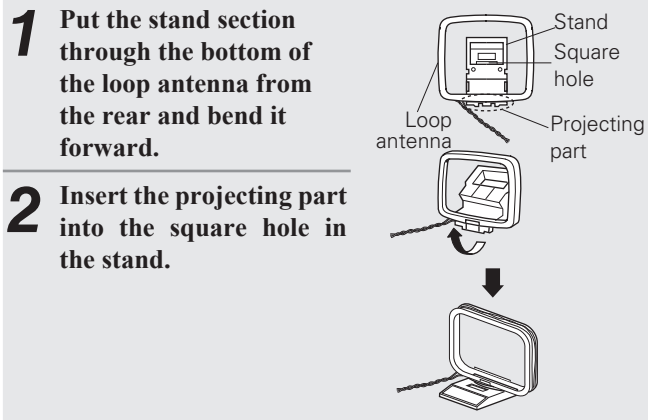 1 Put the stand section
through the bottom of
the loop antenna from
the rear and bend it
forward.
2 Insert the projecting part
into the square hole in
the stand.
Stand
Square
hole
Loop
antenna
Projecting
part